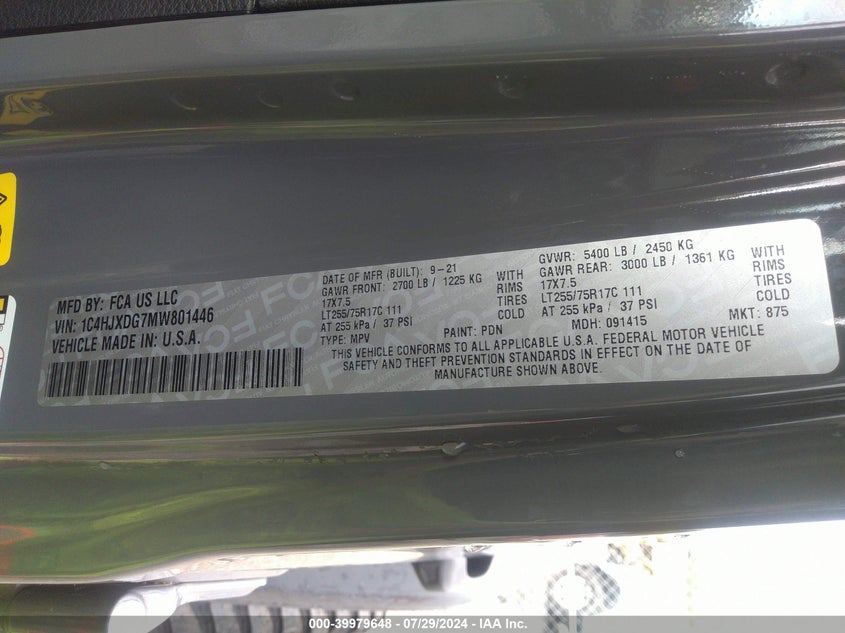 MFD BY: FCA US LLC
VIN: 1C4HJXDG7MW801446
VEHICLE MADE IN: U.S.A.
DATE OF MFR (BUILT): 9-21
GAWR FRONT: 2700 LB / 1225 KG WITH
17X7.5 RIMS
LT255/75R17C 111 TIRES
AT 255 kPa / 37 PSI COLD
TYPE: MPV PAINT: PDN
GVWR: 5400 LB / 2450 KG
GAWR REAR: 3000 LB / 1361 KG WITH
17X7.5 RIMS
LT255/75R17C 111 TIRES
AT 255 kPa / 37 PSI COLD
MDH: 091415 MKT: 875
THIS VEHICLE CONFORMS TO ALL APPLICABLE U.S.A. FEDERAL MOTOR VEHICLE
SAFETY AND THEFT PREVENTION STANDARDS IN EFFECT ON THE DATE OF
MANUFACTURE SHOWN ABOVE.
000-39979648 / 07/29/2024 - IAA Inc.